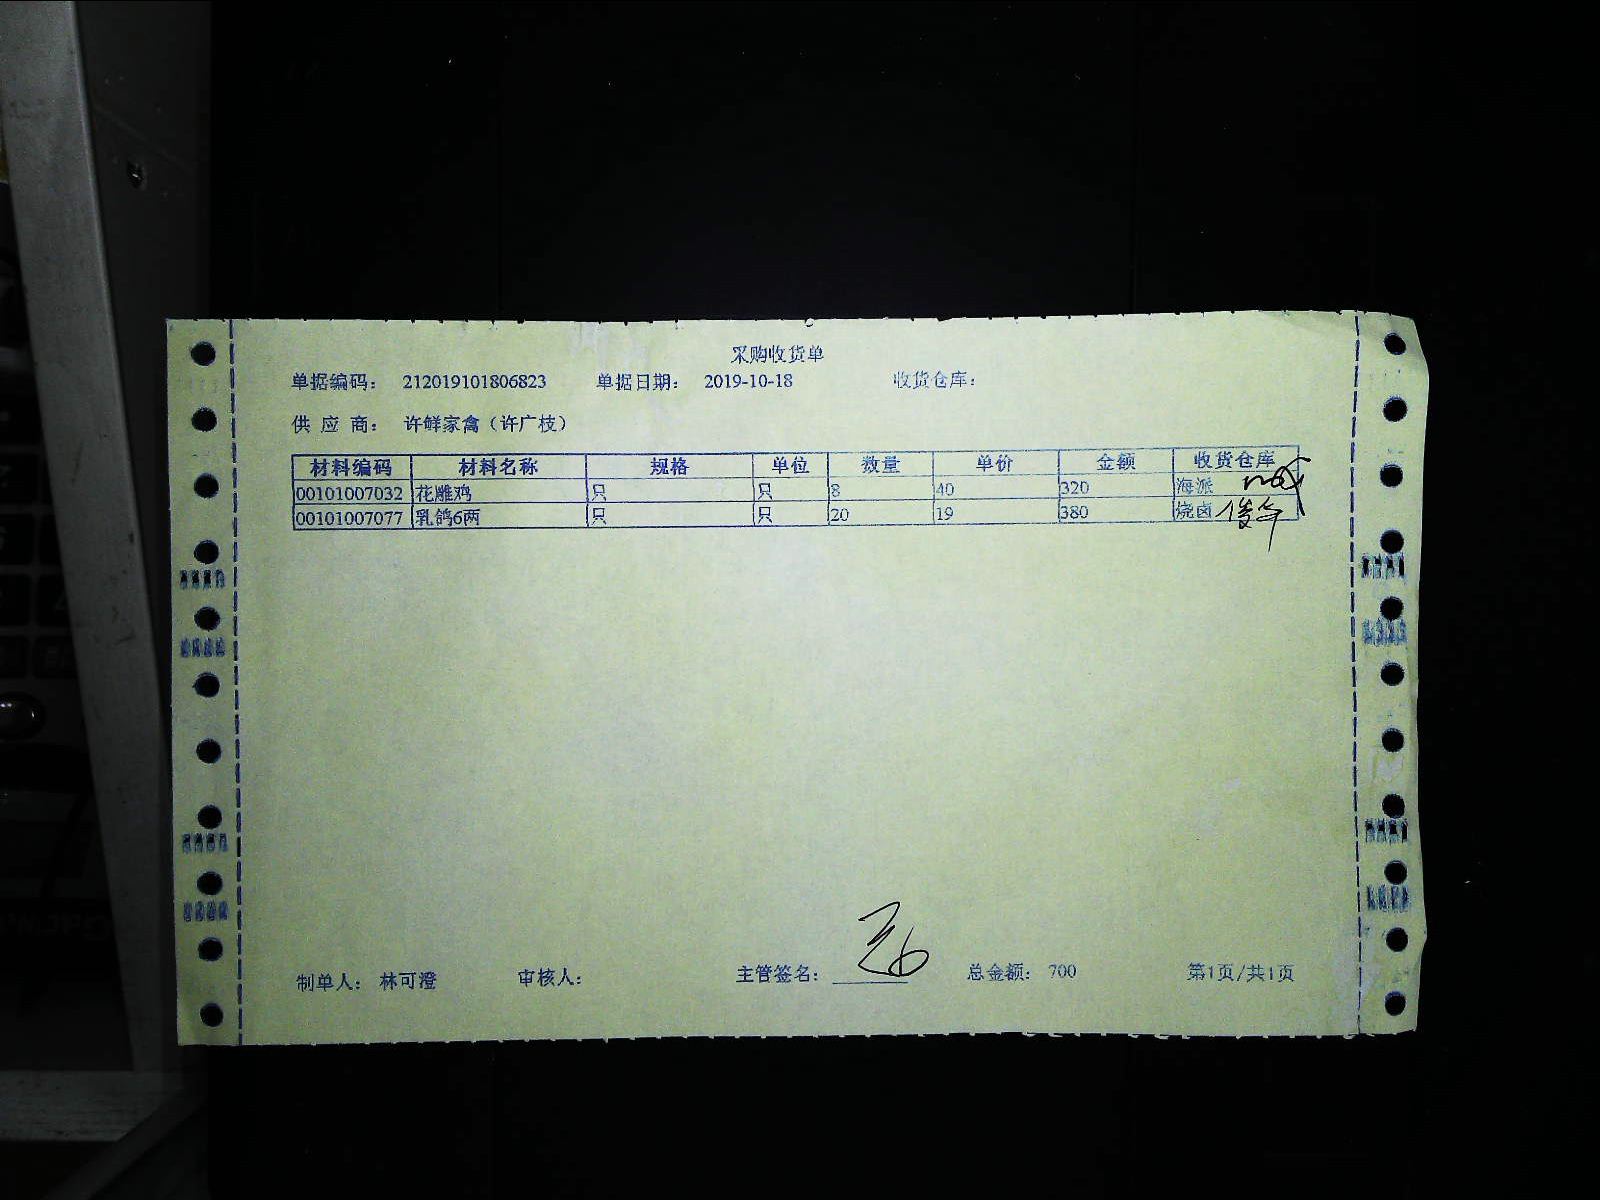 采购收货单
单据编码： 212019101806823 单据日期： 2019-10-18 收货仓库：
供 应 商： 许鲜家禽（许广枝）
材料编码 材料名称 规格 单位 数量 单价 金额 收货仓库
00101007032 花雕鸡 只 只 8 40 320 海派
00101007077 乳鸽6两 只 只 20 19 380 烧卤
制单人： 林可澄 审核人： 主管签名： 总金额： 700 第1页/共1页